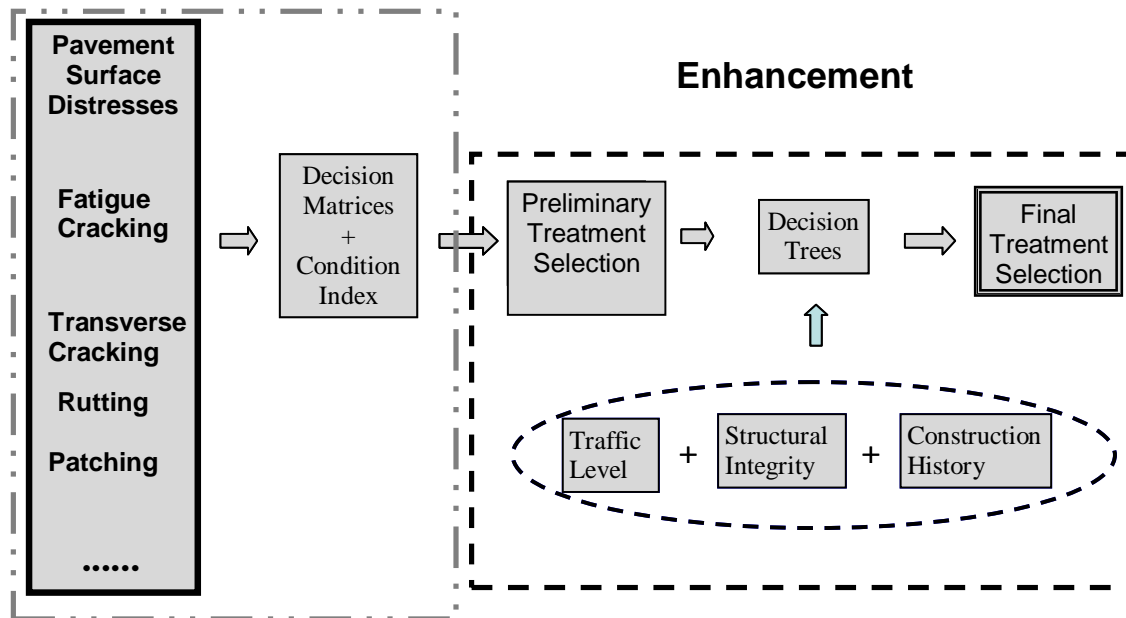 Pavement
Surface
Distresses
Fatigue
Cracking
Transverse
Cracking
Rutting
Patching
......
Decision
Matrices
+
Condition
Index
Enhancement
Preliminary
Treatment
Selection
Decision
Trees
Final
Treatment
Selection
Traffic
Level
+
Structural
Integrity
+
Construction
History